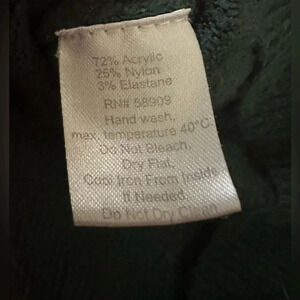 72% Acrylic
25% Nylon
3% Elastane
RN# 58909
Hand wash,
max. temperature 40°C
Do Not Bleach,
Dry Flat,
Cool Iron From Inside
If Needed.
Do Not Dry Clean